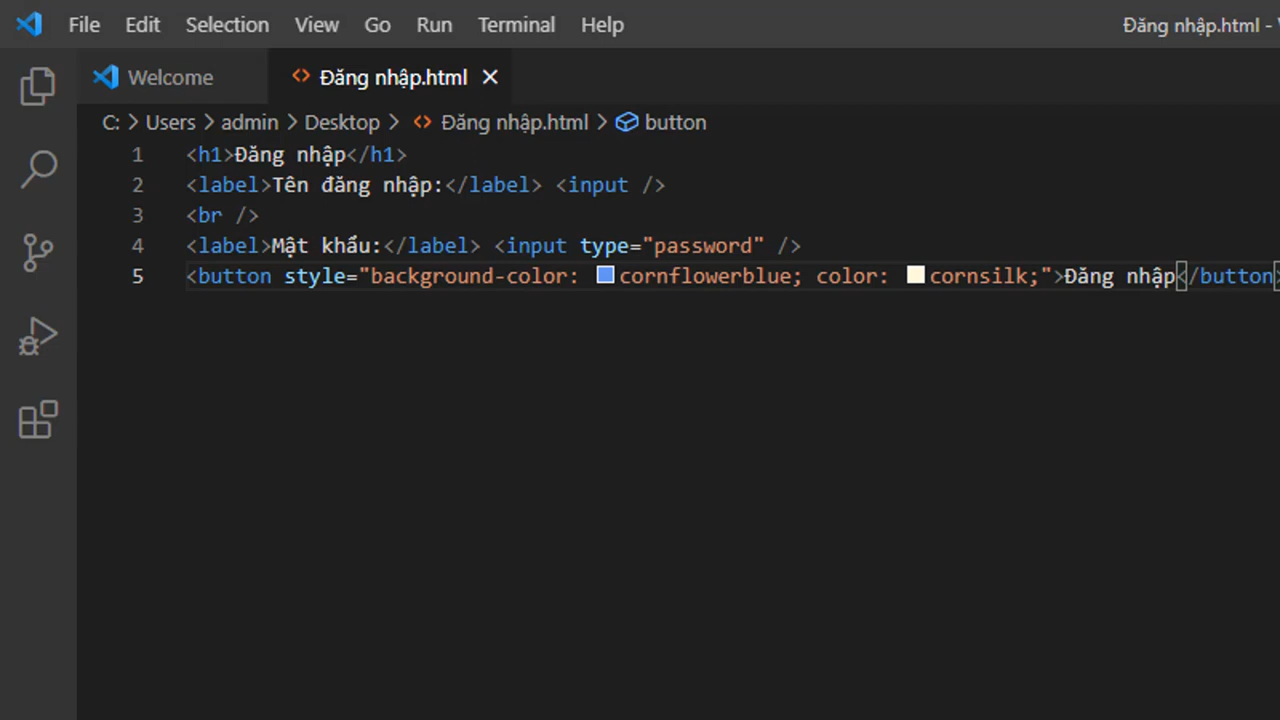 File Edit Selection View Go Run Terminal Help Đăng nhập.html -
Welcome Đăng nhập.html
C: > Users > admin > Desktop > Đăng nhập.html > button
1 <h1>Đăng nhập</h1>
2 <label>Tên đăng nhập:</label> <input />
3 <br />
4 <label>Mật khẩu:</label> <input type="password" />
5 <button style="background-color: cornflowerblue; color: cornsilk;">Đăng nhập</button>